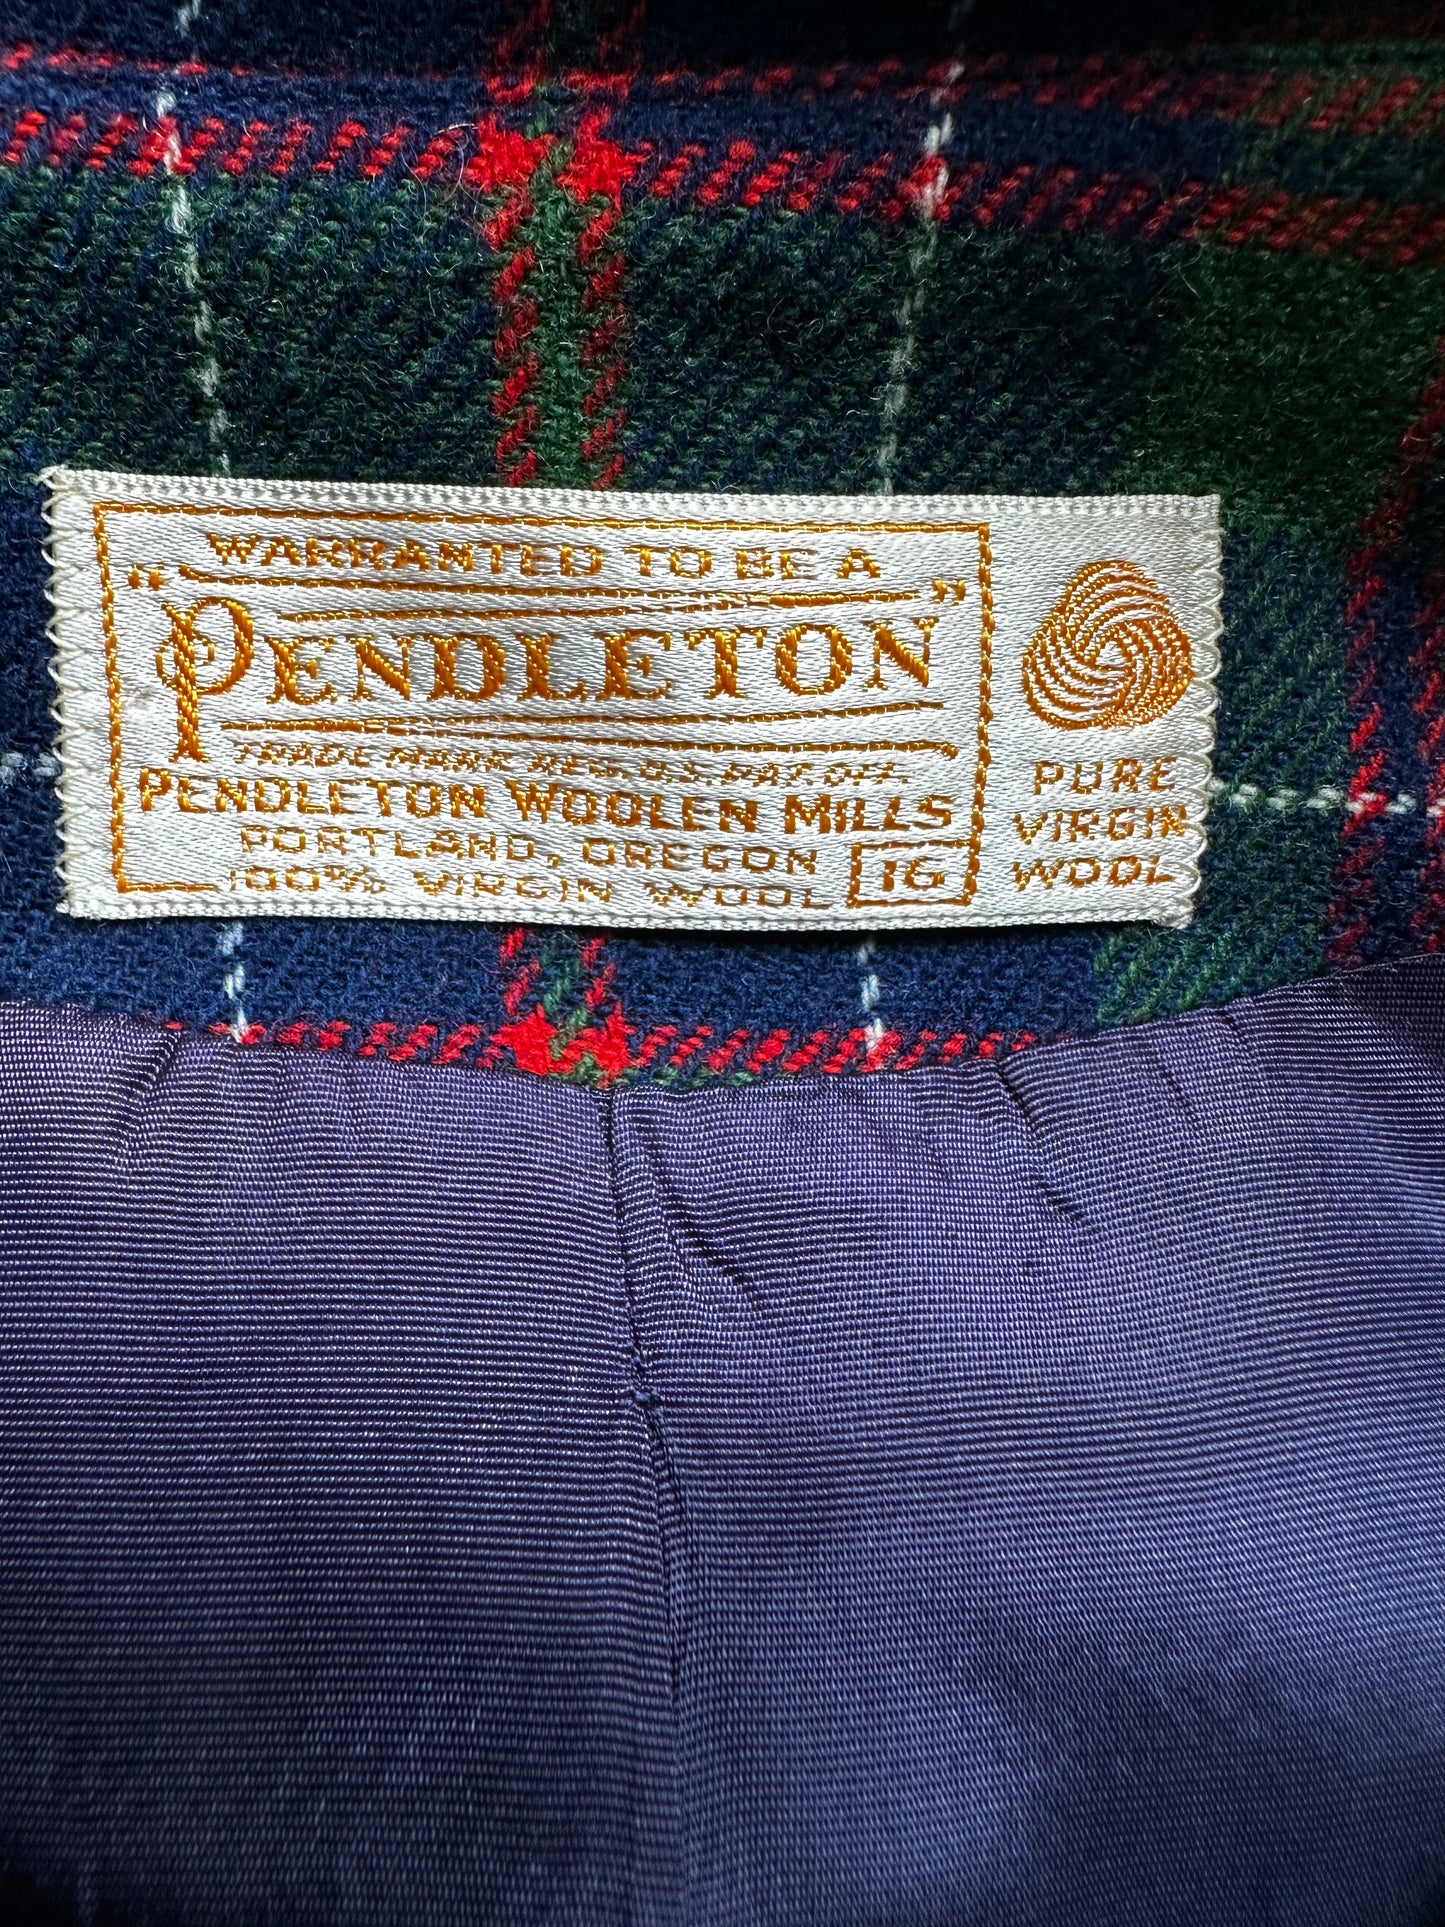 WARRANTED TO BE A
"PENDLETON"
TRADE MARK REG. U.S. PAT. OFF.
PENDLETON WOOLEN MILLS
PORTLAND, OREGON
100% VIRGIN WOOL 16
PURE
VIRGIN
WOOL